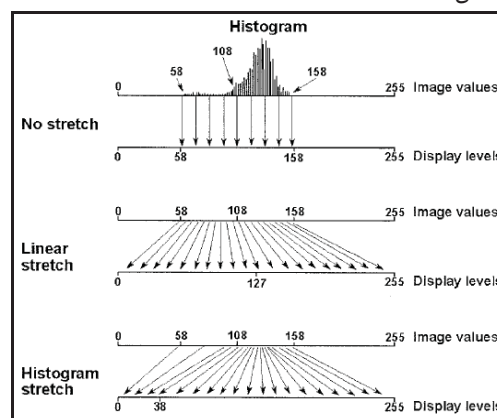 Histogram
108
58 158
0 255 Image values
No stretch
0 58 158 255 Display levels
0 58 108 158 255 Image values
Linear
stretch
0 127 255 Display levels
0 58 108 158 255 Image values
Histogram
stretch
0 38 255 Display levels